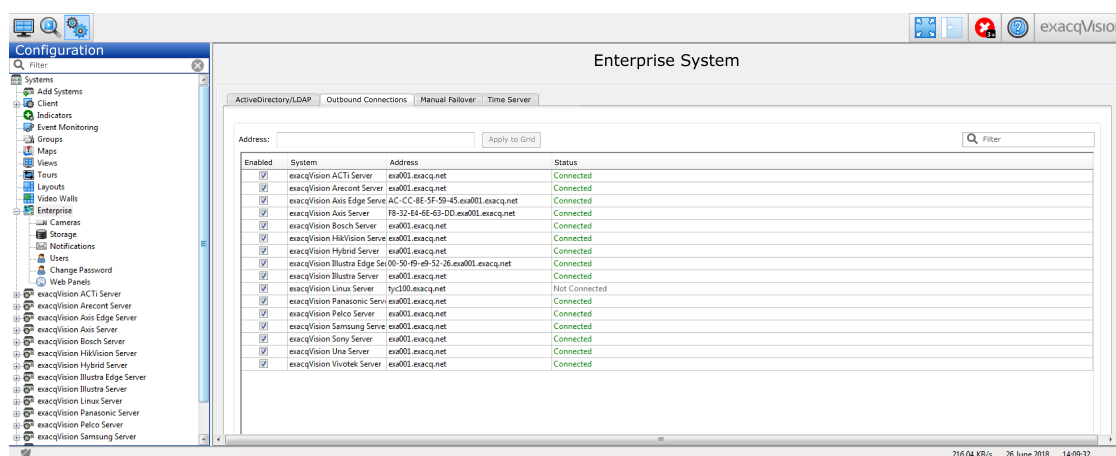 3+
exacqVisio
Configuration
Filter
Systems
Add Systems
Client
Indicators
Event Monitoring
Groups
Maps
Views
Tours
Layouts
Video Walls
Enterprise
Cameras
Storage
Notifications
Users
Change Password
Web Panels
exacqVision ACTi Server
exacqVision Arecont Server
exacqVision Axis Edge Server
exacqVision Axis Server
exacqVision Bosch Server
exacqVision HikVision Server
exacqVision Hybrid Server
exacqVision Illustra Edge Server
exacqVision Illustra Server
exacqVision Linux Server
exacqVision Panasonic Server
exacqVision Pelco Server
exacqVision Samsung Server
Enterprise System
ActiveDirectory/LDAP Outbound Connections Manual Failover Time Server
Address: Apply to Grid Filter
Enabled System Address Status
exacqVision ACTi Server exa001.exacq.net Connected
exacqVision Arecont Server exa001.exacq.net Connected
exacqVision Axis Edge Serve AC-CC-8E-5F-59-45.exa001.exacq.net Connected
exacqVision Axis Server F8-32-E4-6E-63-DD.exa001.exacq.net Connected
exacqVision Bosch Server exa001.exacq.net Connected
exacqVision HikVision Serve exa001.exacq.net Connected
exacqVision Hybrid Server exa001.exacq.net Connected
exacqVision Illustra Edge Ser 00-50-f9-e9-52-26.exa001.exacq.net Connected
exacqVision Illustra Server exa001.exacq.net Connected
exacqVision Linux Server tyc100.exacq.net Not Connected
exacqVision Panasonic Serv exa001.exacq.net Connected
exacqVision Pelco Server exa001.exacq.net Connected
exacqVision Samsung Serve exa001.exacq.net Connected
exacqVision Sony Server exa001.exacq.net Connected
exacqVision Una Server exa001.exacq.net Connected
exacqVision Vivotek Server exa001.exacq.net Connected
216.04 KB/s 26 June 2018 14:09:32